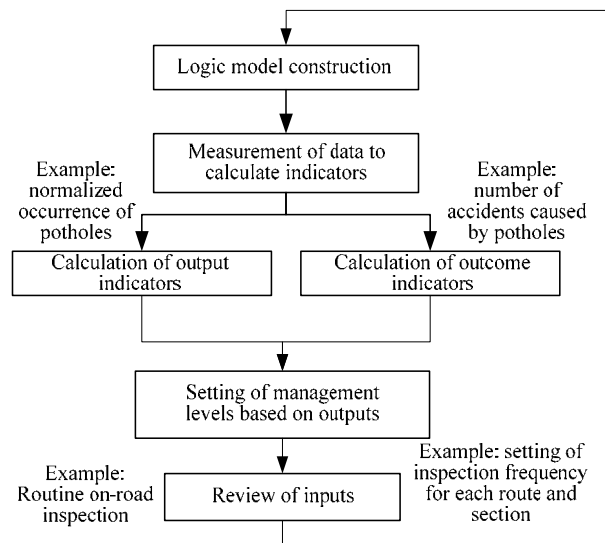 Logic model construction
Measurement of data to
calculate indicators
Example:
normalized
occurrence of
potholes
Example:
number of
accidents caused
by potholes
Calculation of output
indicators
Calculation of outcome
indicators
Setting of management
levels based on outputs
Example:
Routine on-road
inspection
Review of inputs
Example: setting of
inspection frequency
for each route and
section